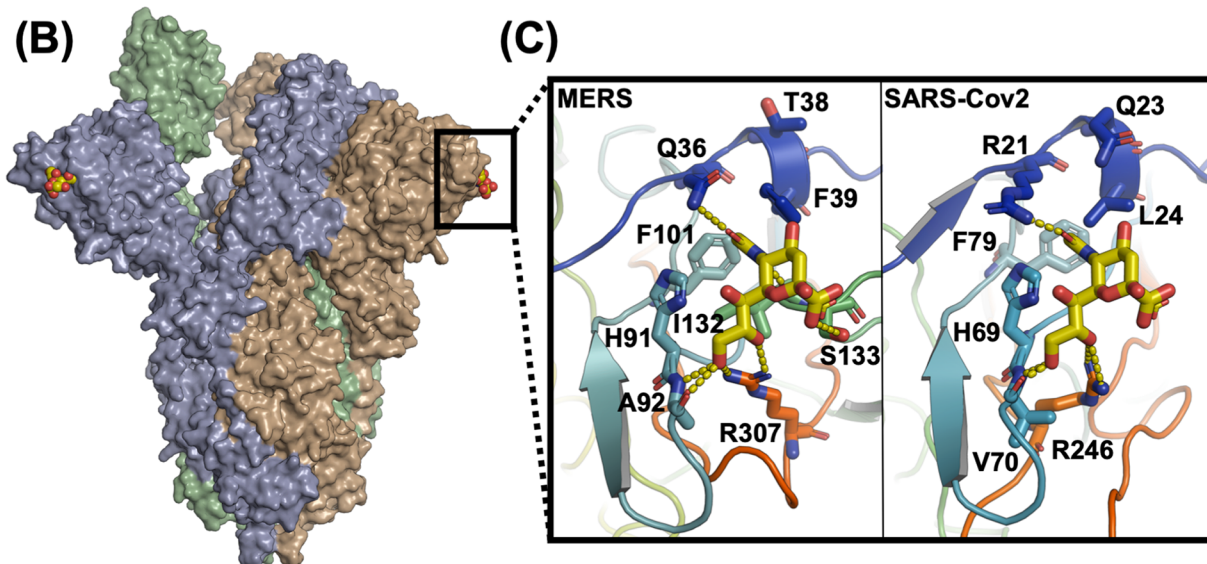 (B)
(C)
MERS
T38
Q36
F39
F101
I132
H91
S133
A92
R307
SARS-Cov2
Q23
R21
L24
F79
H69
V70
R246